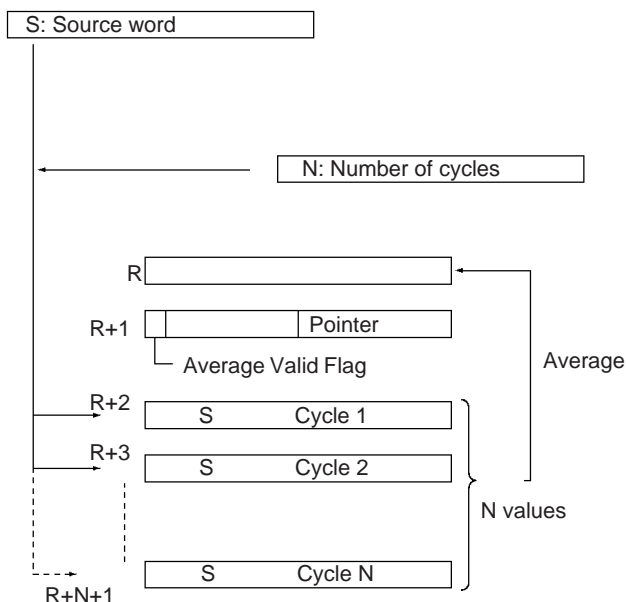 S: Source word
N: Number of cycles
R
R+1
Pointer
Average Valid Flag
Average
R+2
S Cycle 1
R+3
S Cycle 2
N values
S Cycle N
R+N+1